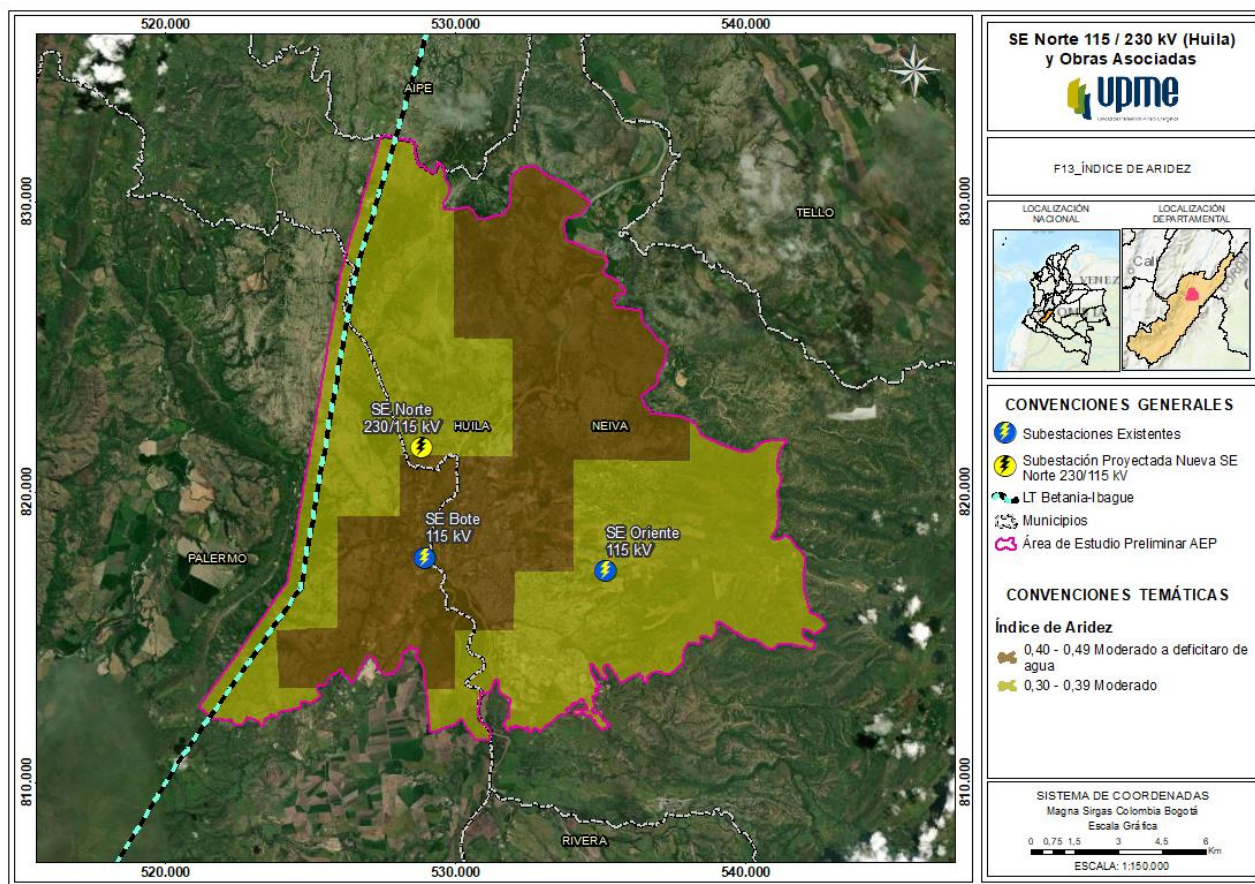 520.000
530.000
540.000
830.000
820.000
810.000
830.000
820.000
810.000
AIPE
TELLO
SE Norte
230/115 kV
HUILA
NEIVA
SE Bote
115 kV
SE Oriente
115 kV
PALERMO
RIVERA
520.000
530.000
540.000
SE Norte 115 / 230 kV (Huila)
y Obras Asociadas
upme
F13_ÍNDICE DE ARIDEZ
LOCALIZACIÓN
NACIONAL
LOCALIZACIÓN
DEPARTAMENTAL
VENEZ
Cali
CONVENCIONES GENERALES
Subestaciones Existentes
Subestación Proyectada Nueva SE
Norte 230/115 kV
LT Betania-Ibague
Municipios
Área de Estudio Preliminar AEP
CONVENCIONES TEMÁTICAS
Índice de Aridez
0,40 - 0,49 Moderado a deficitaro de
agua
0,30 - 0,39 Moderado
SISTEMA DE COORDENADAS
Magna Sirgas Colombia Bogotá
Escala Gráfica
0 0,75 1,5 3 4,5 6
Km
ESCALA: 1:150.000